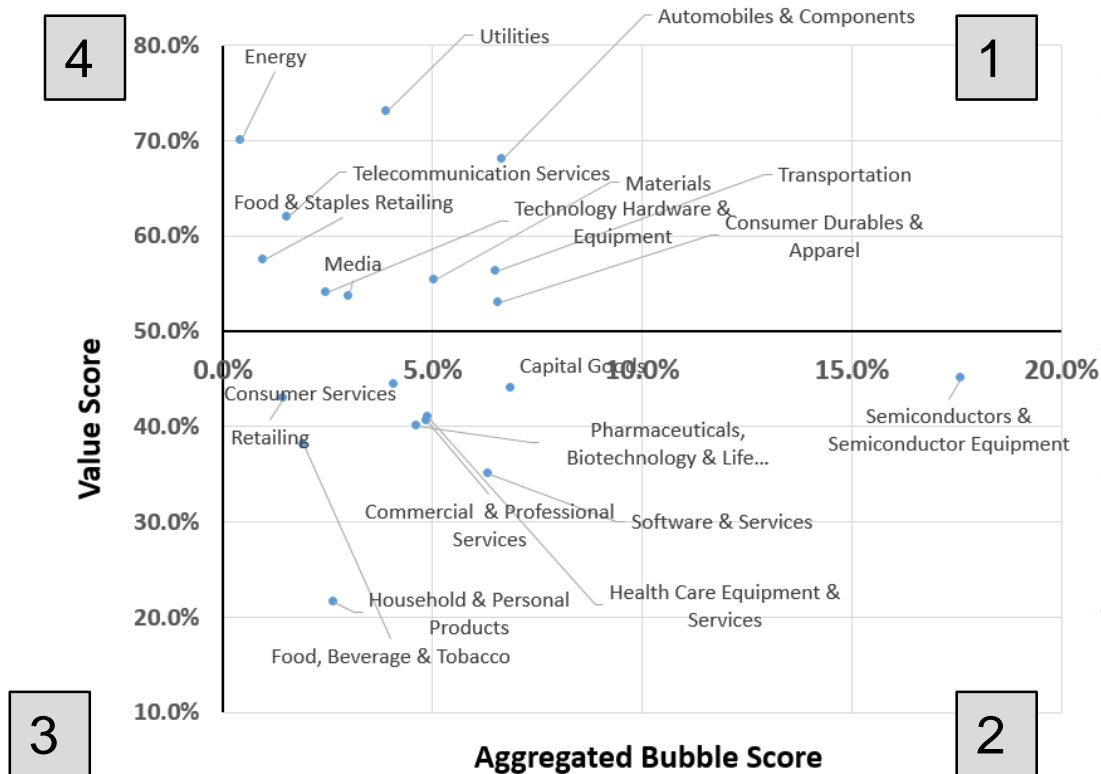 4
1
Automobiles & Components
Utilities
80.0%
Energy
70.0%
Telecommunication Services
Materials
Transportation
Food & Staples Retailing
Technology Hardware &
Equipment
Consumer Durables &
Apparel
60.0%
Media
50.0%
0.0%
5.0%
10.0%
15.0%
20.0%
Capital Goods
Consumer Services
40.0%
Retailing
Semiconductors &
Semiconductor Equipment
Pharmaceuticals,
Biotechnology & Life...
Value Score
Commercial & Professional
Services
Software & Services
30.0%
Health Care Equipment &
Services
Household & Personal
Products
20.0%
Food, Beverage & Tobacco
10.0%
3
2
Aggregated Bubble Score